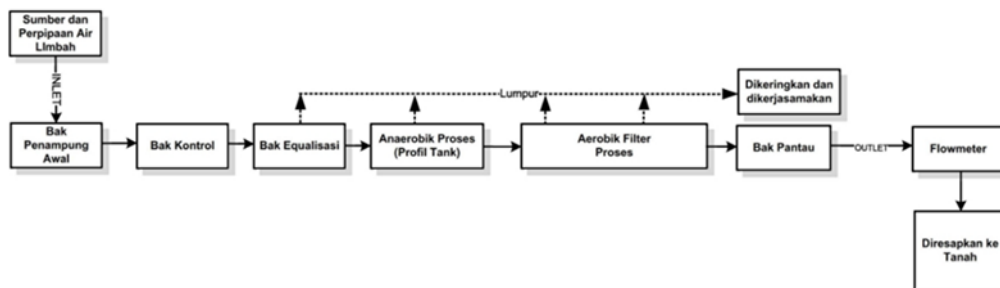 Sumber dan
Perpipaan Air
LImbah
INLET
Bak
Penampung
Awal
Bak Kontrol
Bak Equalisasi
Anaerobik Proses
(Profil Tank)
Aerobik Filter
Proses
Lumpur
Dikeringkan dan
dikerjasamakan
Bak Pantau
OUTLET
Flowmeter
Diresapkan ke
Tanah